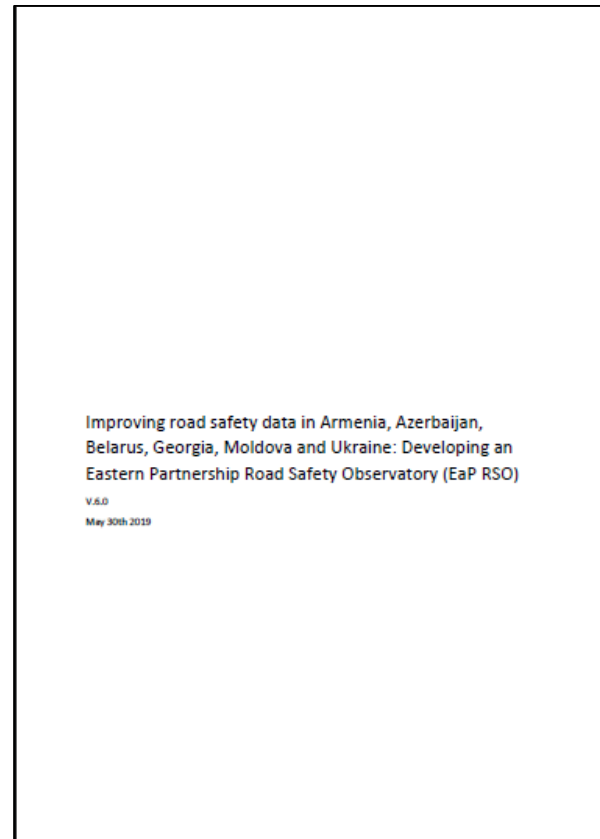 Improving road safety data in Armenia, Azerbaijan,
Belarus, Georgia, Moldova and Ukraine: Developing an
Eastern Partnership Road Safety Observatory (EaP RSO)
V.6.0
May 30th 2019